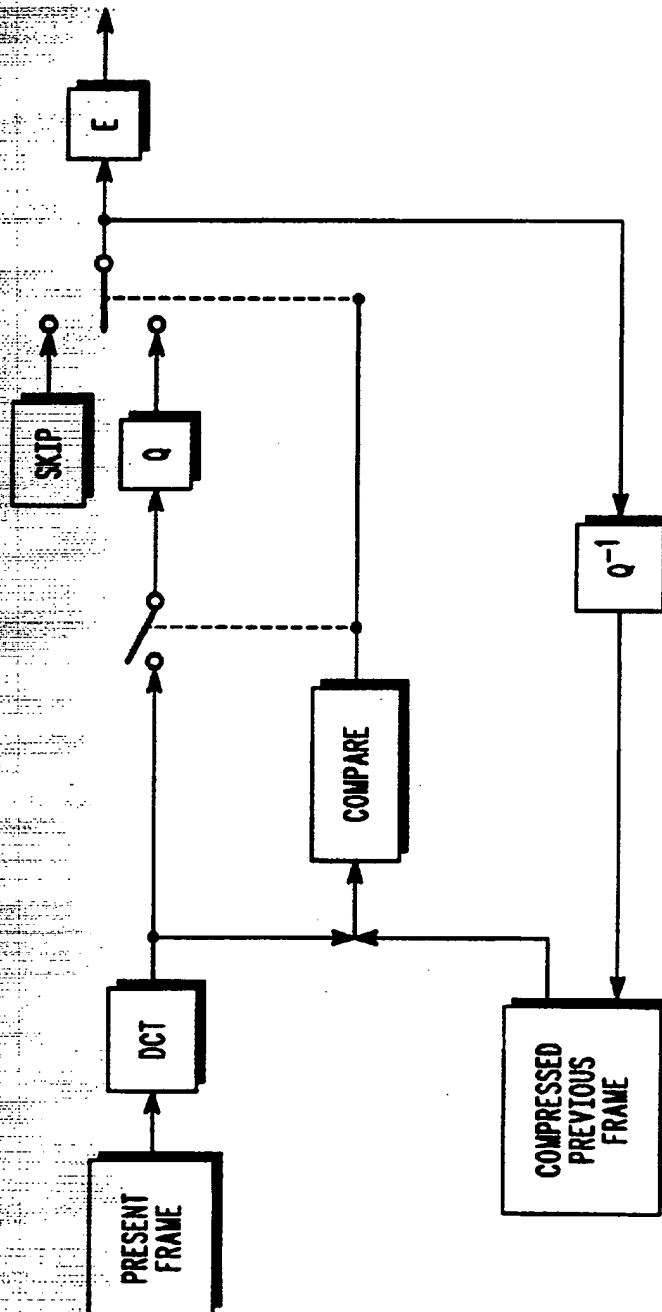 PRESENT
FRAME
DCT
COMPRESSED
PREVIOUS
FRAME
COMPARE
SKIP
Q
Q⁻¹
E